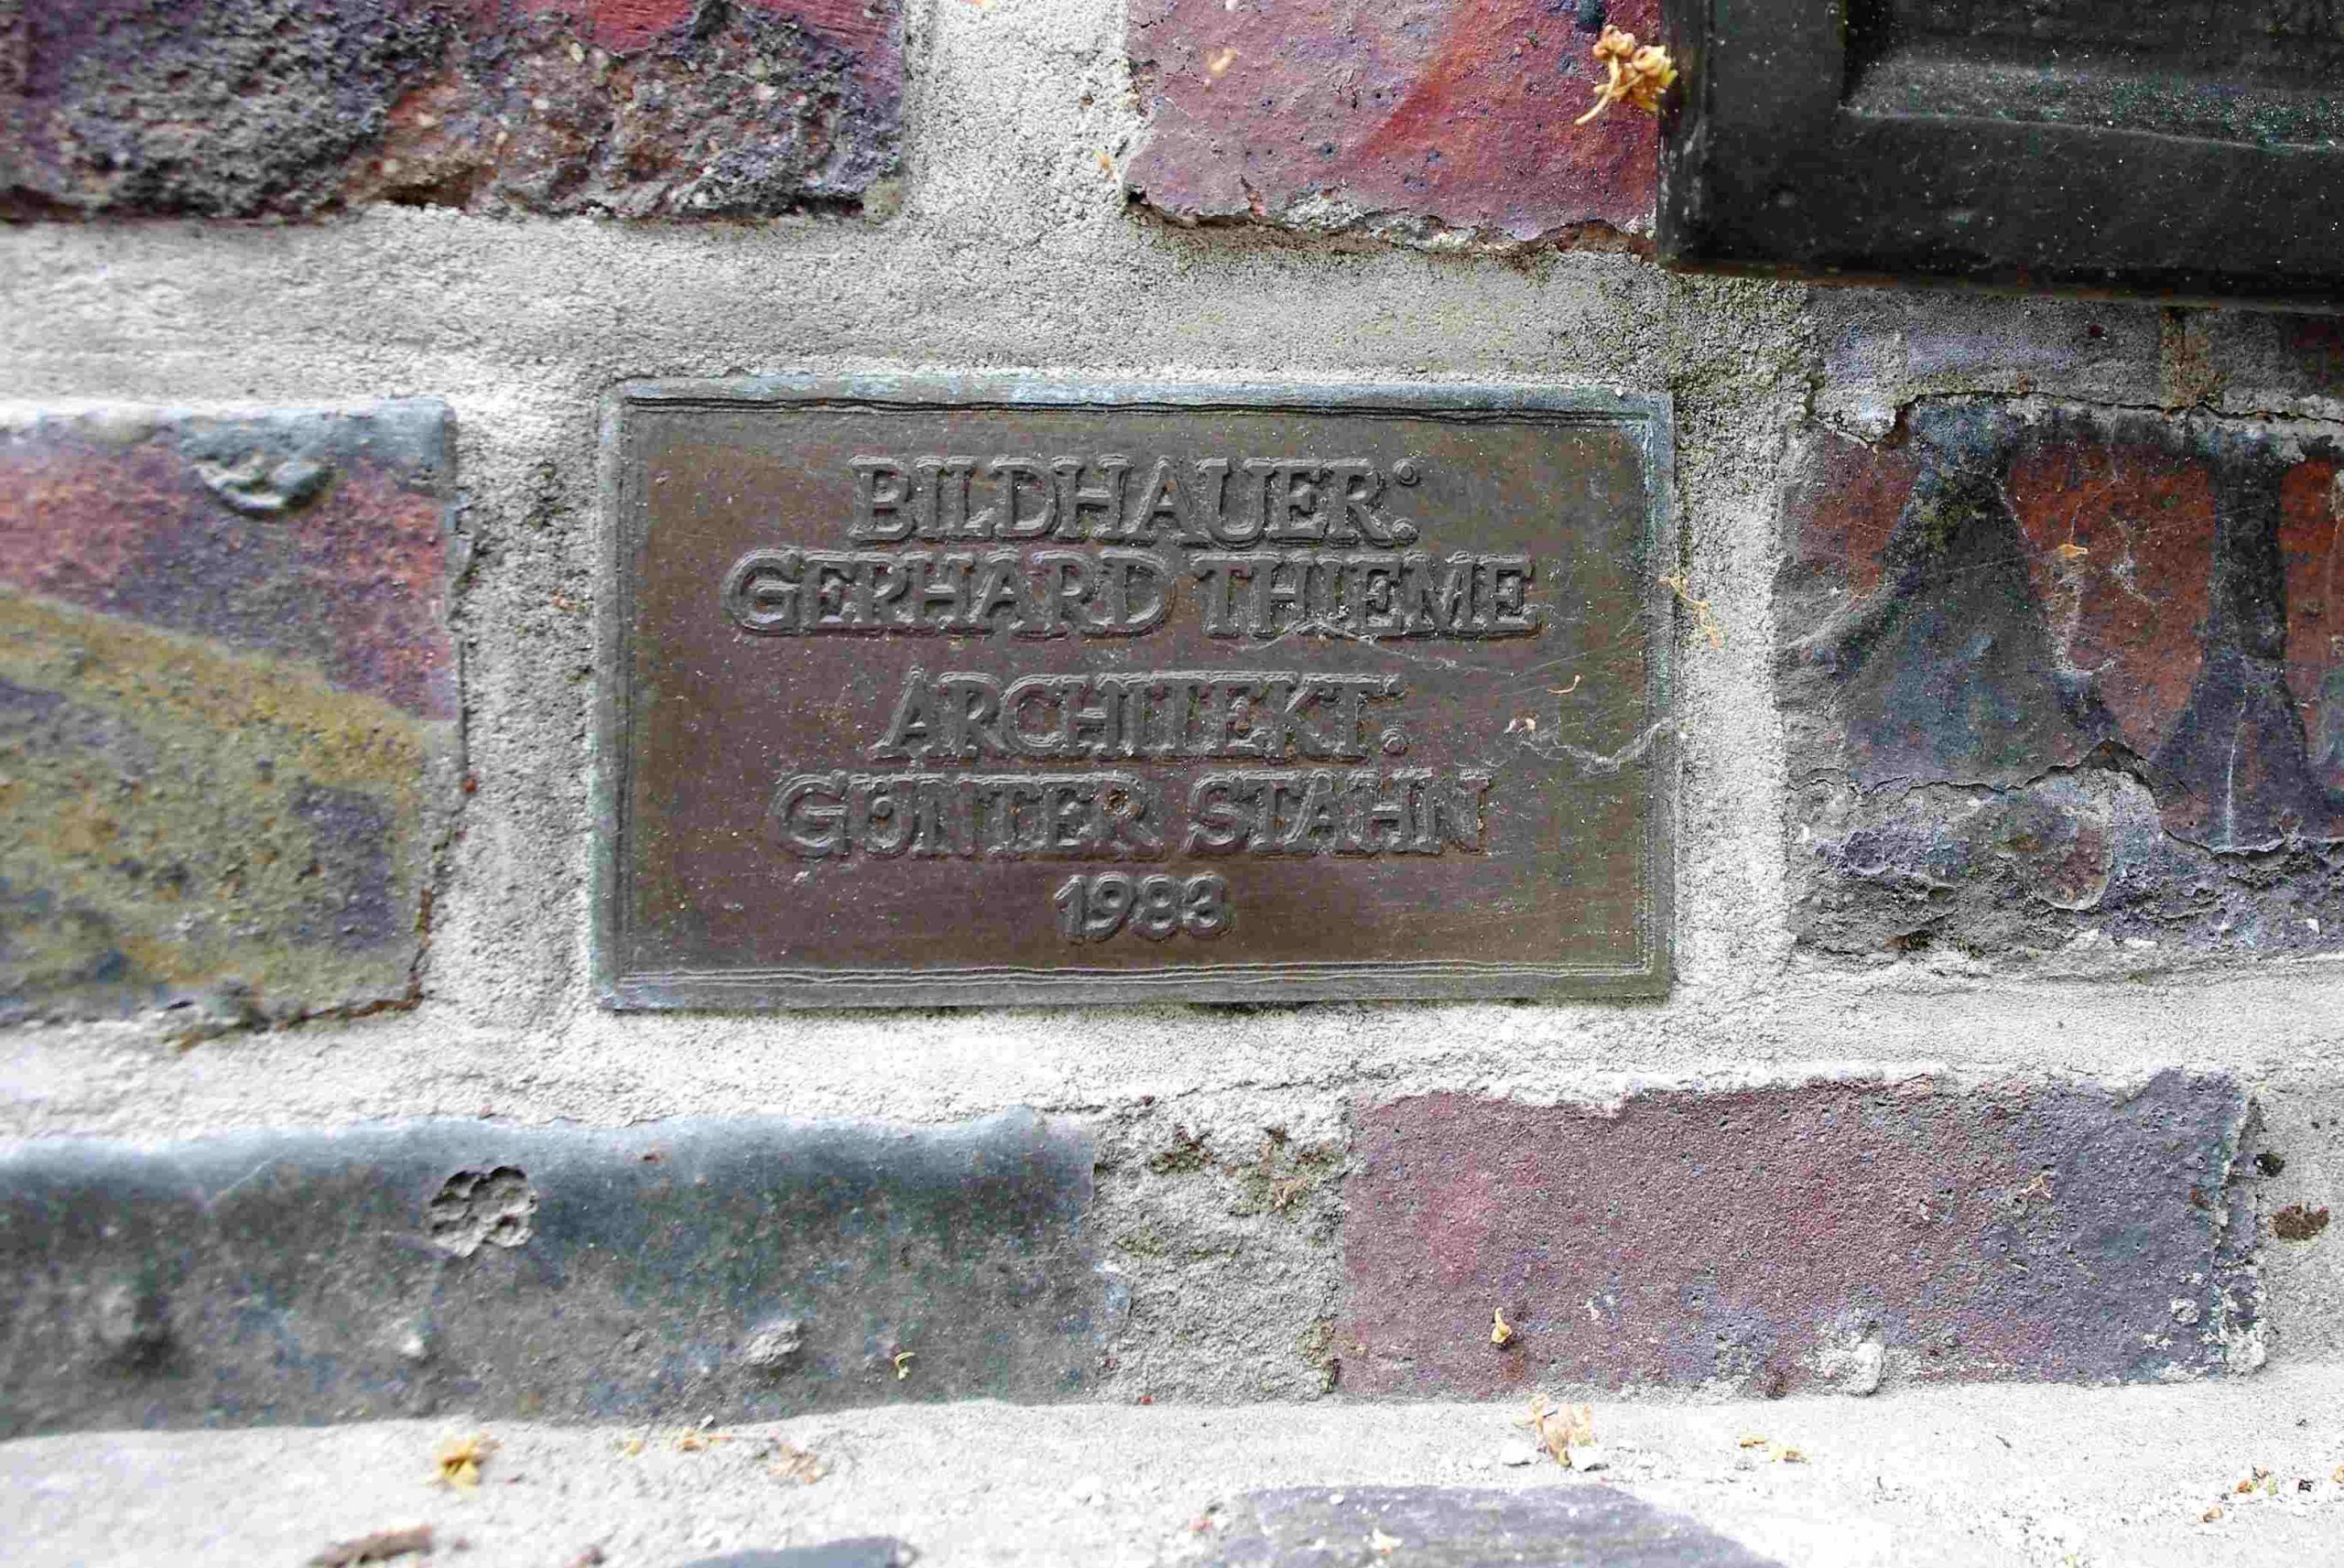 BILDHAUER:
GERHARD THIEME
ARCHITEKT:
GÜNTER STAHN
1983